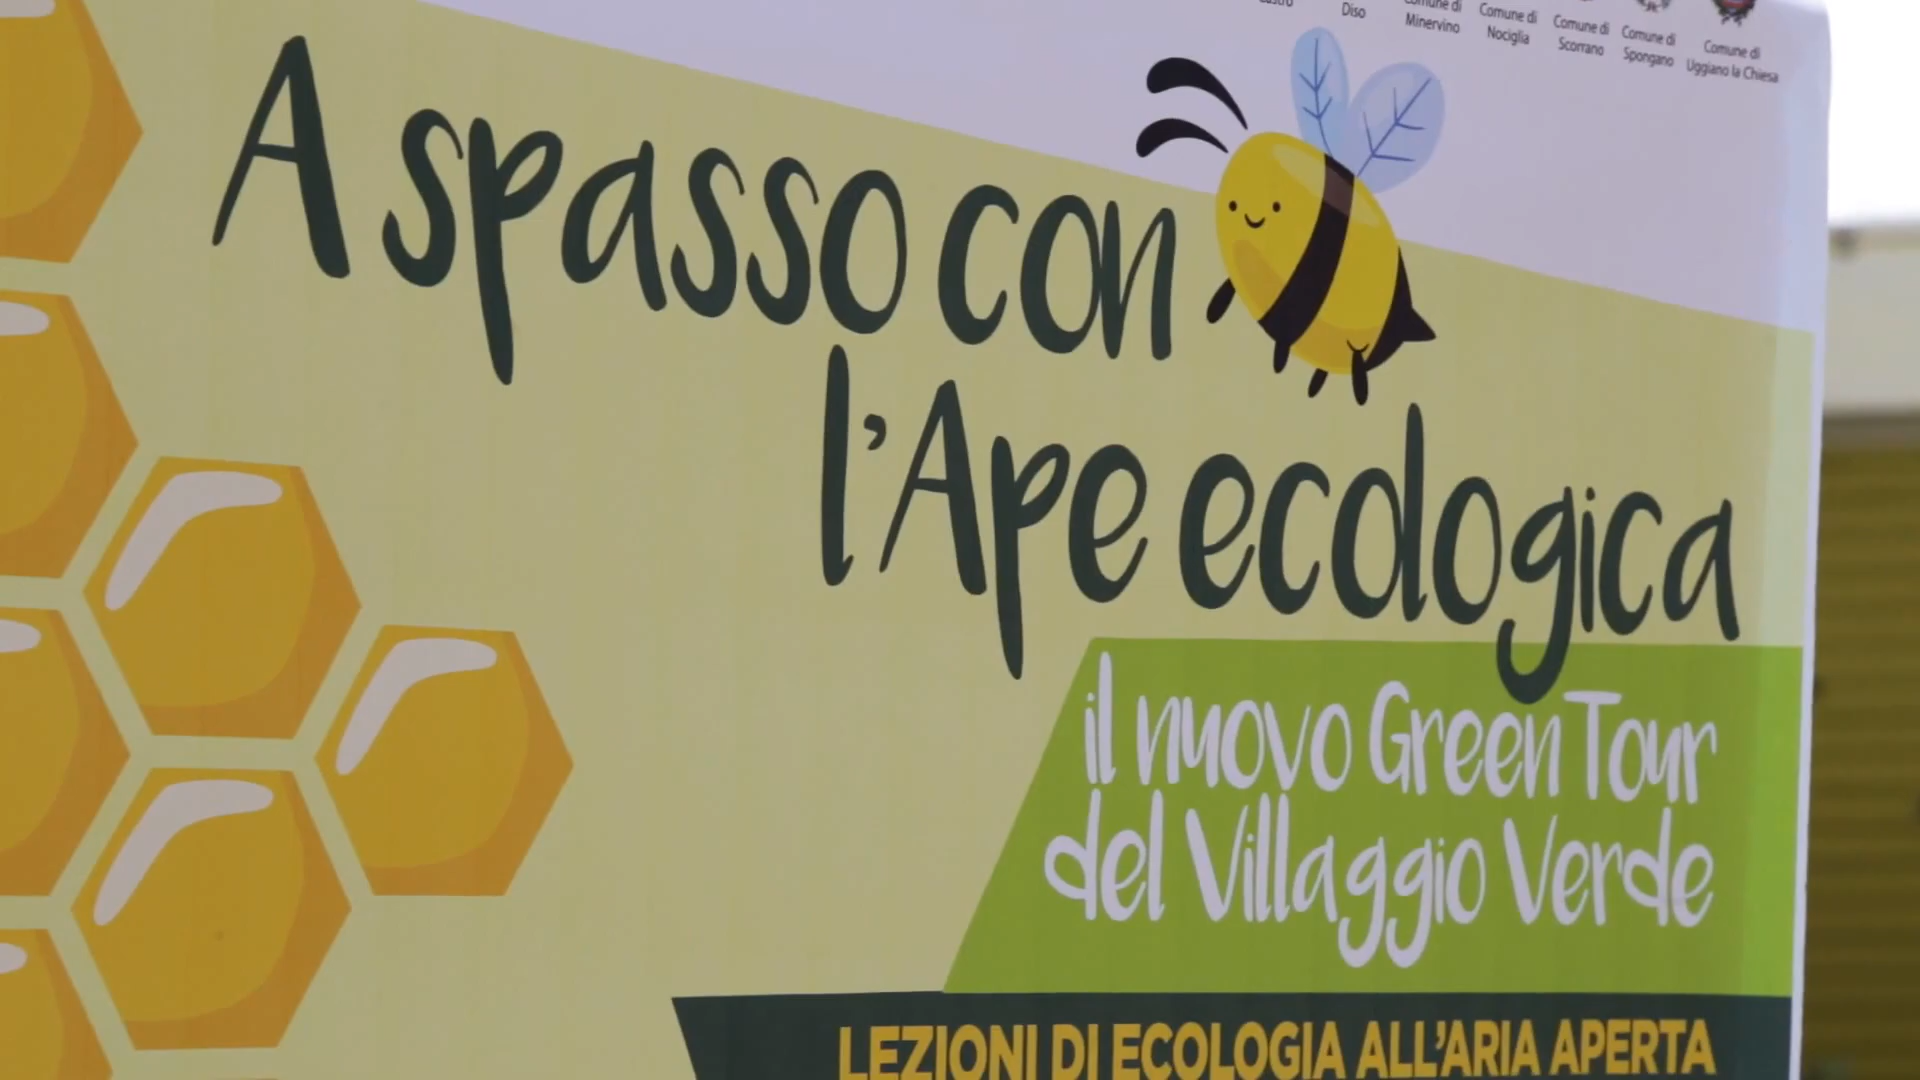 Diso
Comune di
Minervino
Comune di
Nociglia
Comune di
Scorrano
Comune di
Spongano
Comune di
Uggiano la Chiesa
A spasso con
l'Ape ecologica
il nuovo Green Tour
del Villaggio Verde
LEZIONI DI ECOLOGIA ALL'ARIA APERTA